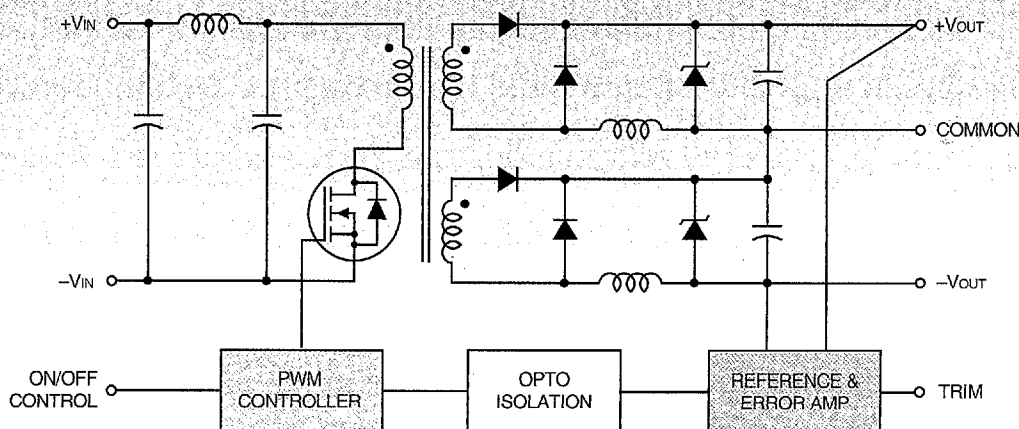 +VIN
+VOUT
COMMON
–VIN
–VOUT
ON/OFF
CONTROL
PWM
CONTROLLER
OPTO
ISOLATION
REFERENCE &
ERROR AMP
TRIM